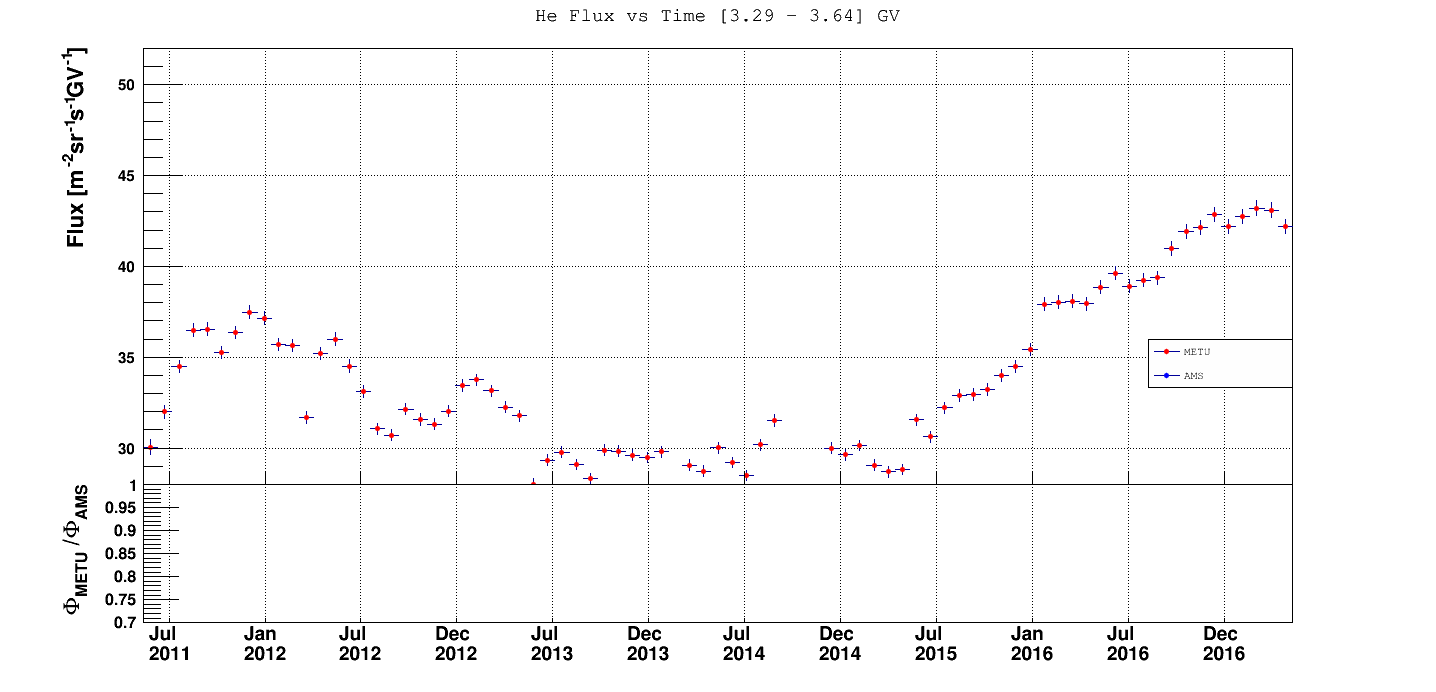 He Flux vs Time [3.29 - 3.64] GV
Flux [m⁻²sr⁻¹s⁻¹GV⁻¹]
50
45
40
35
30
METU
AMS
Φ_METU/Φ_AMS
1
0.95
0.9
0.85
0.8
0.75
0.7
Jul Jan Jul Dec Jul Dec Jul Dec Jul Jan Jul Dec
2011 2012 2012 2012 2013 2013 2014 2014 2015 2016 2016 2016